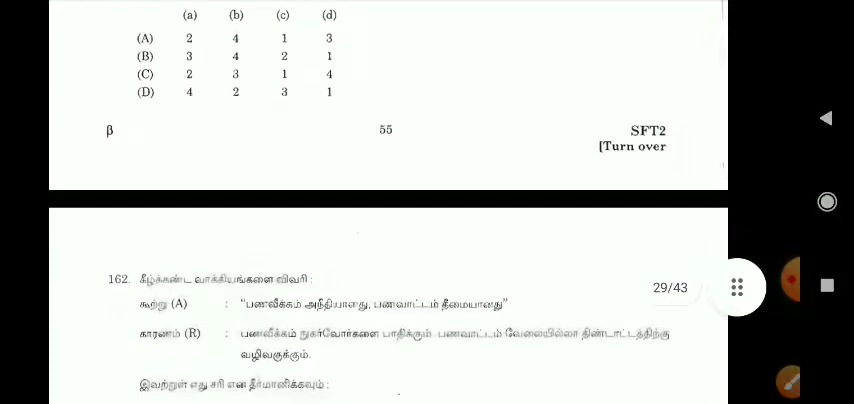 (a) (b) (c) (d)
(A) 2 4 1 3
(B) 3 4 2 1
(C) 2 3 1 4
(D) 4 2 3 1
β 55 SFT2
[Turn over
162. கீழ்க்கண்ட வாக்கியங்களை விவரி :
29/43
கூற்று (A) : “பணவீக்கம் அநீதியானது, பணவாட்டம் தீமையானது”
காரணம் (R) : பணவீக்கம் நுகர்வோர்களை பாதிக்கும் பணவாட்டம் வேலையில்லா திண்டாட்டத்திற்கு
வழிவகுக்கும்.
இவற்றுள் எது சரி என தீர்மானிக்கவும் :